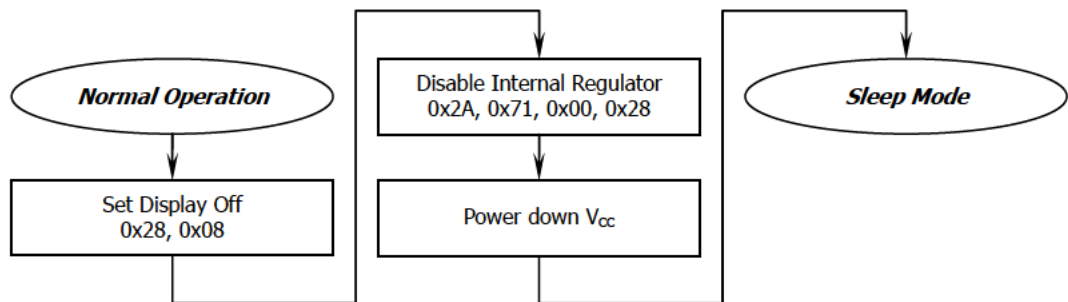 Normal Operation
Set Display Off
0x28, 0x08
Disable Internal Regulator
0x2A, 0x71, 0x00, 0x28
Power down Vcc
Sleep Mode